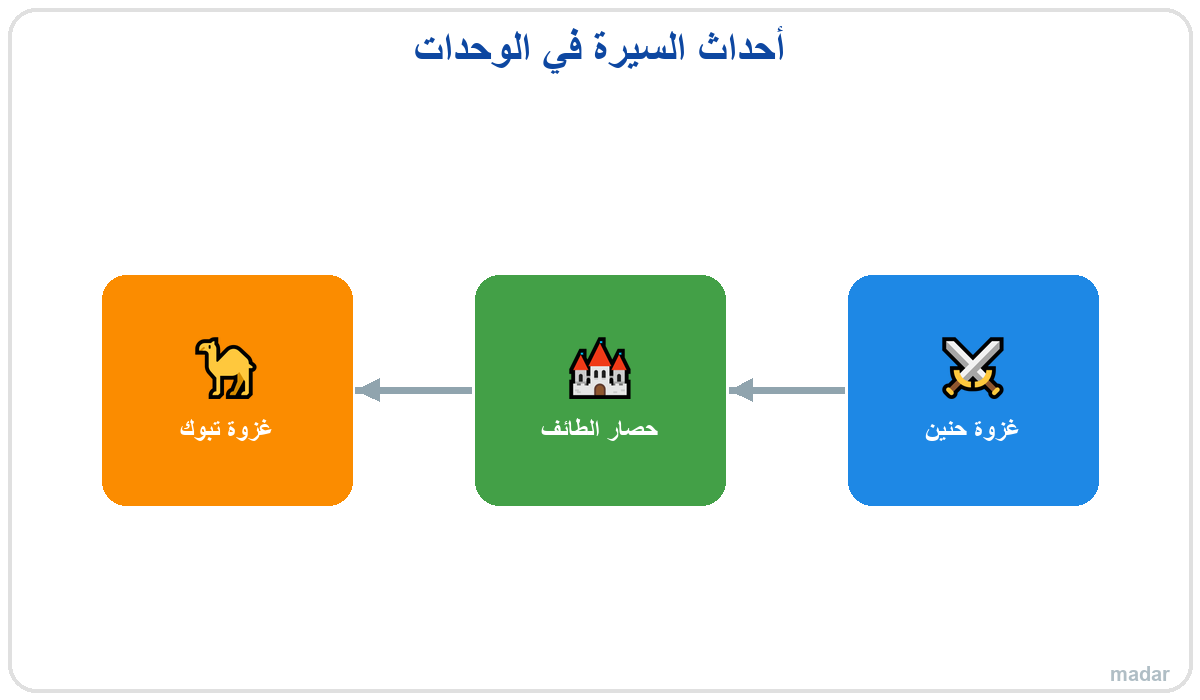 أحداث السيرة في الوحدات
غزوة حنين
حصار الطائف
غزوة تبوك
madar